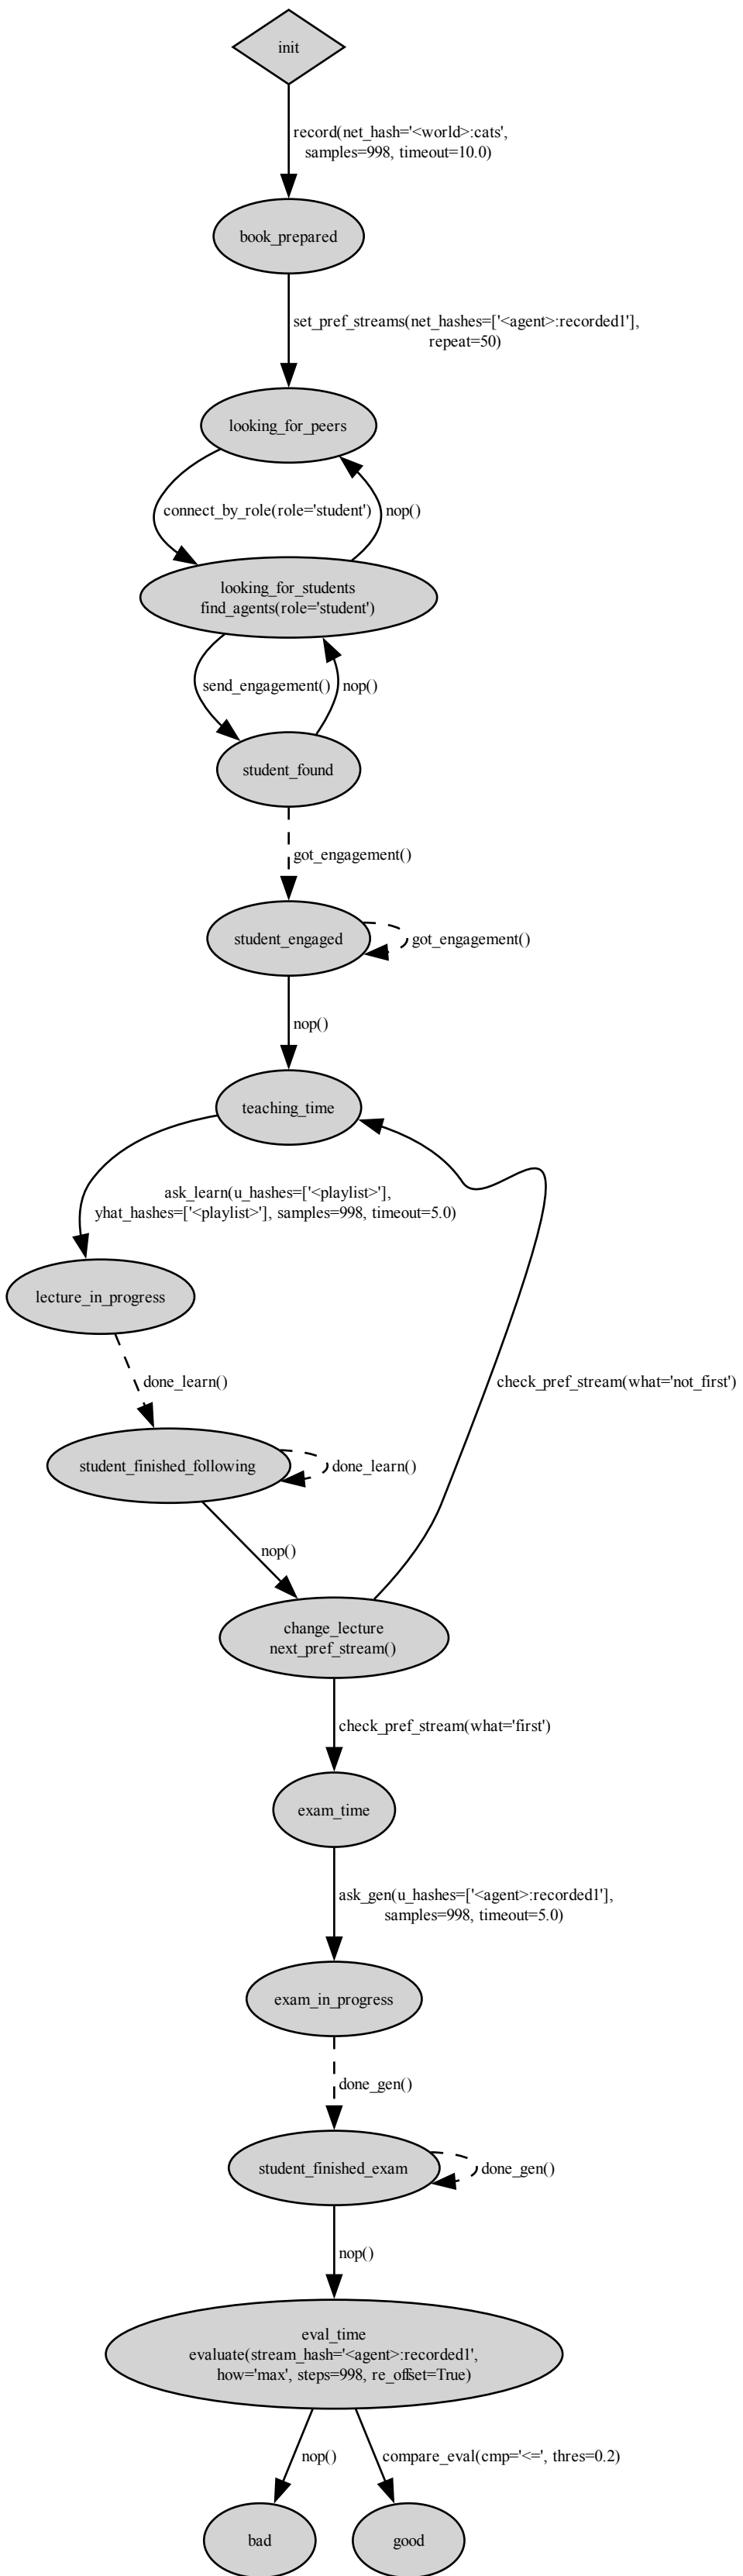 init
record(net_hash='<world>:cats',
samples=998, timeout=10.0)
book_prepared
set_pref_streams(net_hashes=['<agent>:recorded1'],
repeat=50)
looking_for_peers
connect_by_role(role='student')
nop()
looking_for_students
find_agents(role='student')
send_engagement()
nop()
student_found
got_engagement()
student_engaged
got_engagement()
nop()
teaching_time
ask_learn(u_hashes=['<playlist>'],
yhat_hashes=['<playlist>'], samples=998, timeout=5.0)
lecture_in_progress
done_learn()
check_pref_stream(what='not_first')
student_finished_following
done_learn()
nop()
change_lecture
next_pref_stream()
check_pref_stream(what='first')
exam_time
ask_gen(u_hashes=['<agent>:recorded1'],
samples=998, timeout=5.0)
exam_in_progress
done_gen()
student_finished_exam
done_gen()
nop()
eval_time
evaluate(stream_hash='<agent>:recorded1',
how='max', steps=998, re_offset=True)
nop()
compare_eval(cmp='<=', thres=0.2)
bad
good